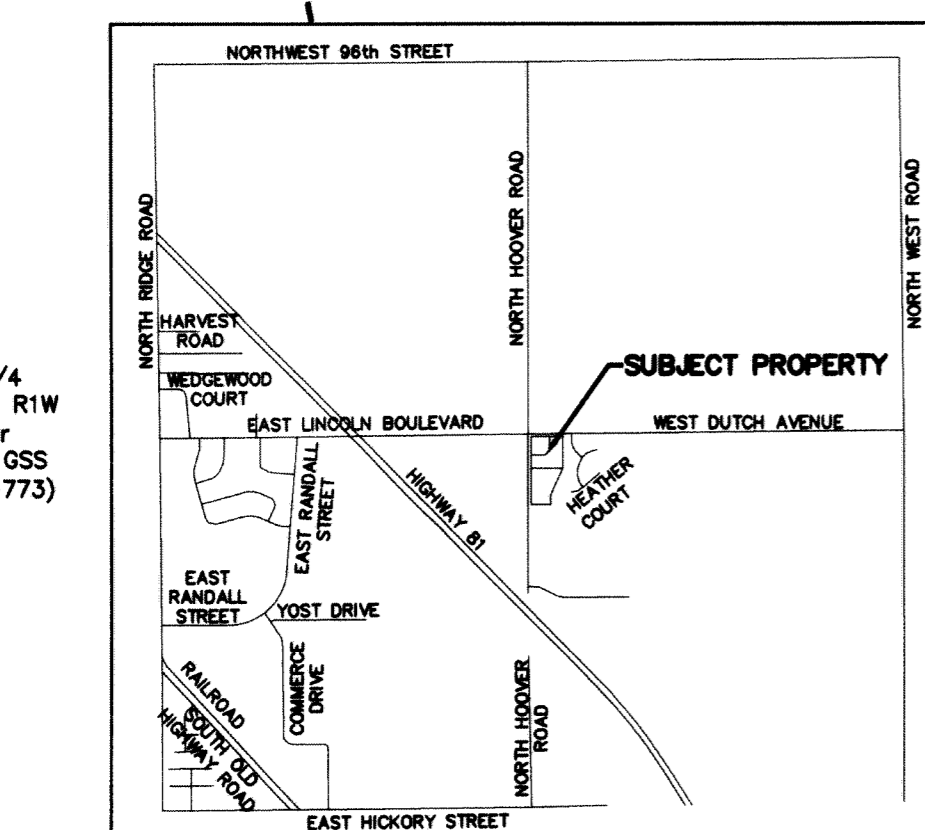 NORTHWEST 96th STREET
NORTH RIDGE ROAD
NORTH HOOVER ROAD
NORTH WEST ROAD
HARVEST
ROAD
WEDGEWOOD
COURT
SUBJECT PROPERTY
EAST LINCOLN BOULEVARD
WEST DUTCH AVENUE
/4
R1W
r
GSS
773)
HEATHER
COURT
HIGHWAY 81
EAST RANDALL
STREET
EAST
RANDALL
STREET
YOST DRIVE
COMMERCE
DRIVE
RAILROAD
SOUTH OLD
HIGHWAY ROAD
NORTH HOOVER
ROAD
EAST HICKORY STREET